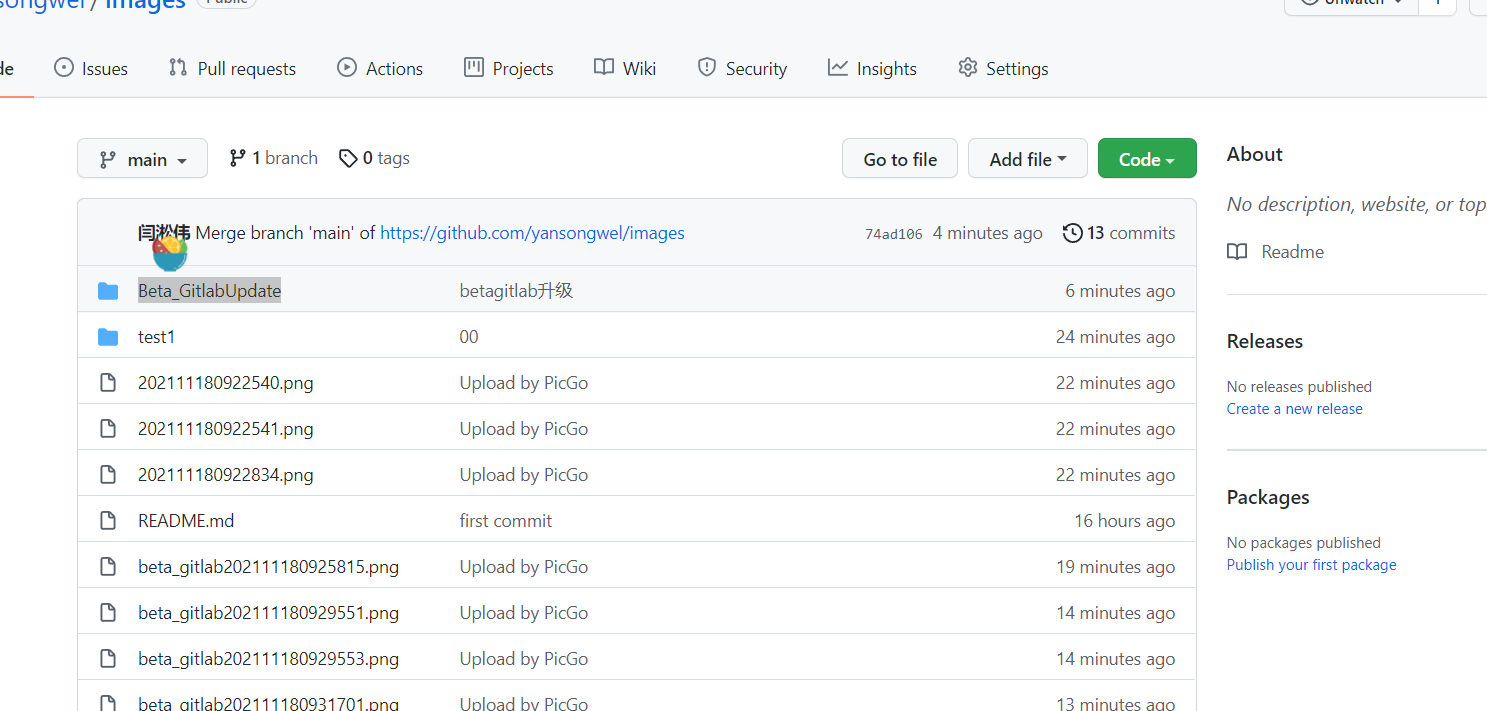 songwel / images Public
Unwatch 1
de Issues Pull requests Actions Projects Wiki Security Insights Settings
main 1 branch 0 tags Go to file Add file Code
闫淞伟 Merge branch 'main' of https://github.com/yansongwel/images 74ad106 4 minutes ago 13 commits
Beta_GitlabUpdate betagitlab升级 6 minutes ago
test1 00 24 minutes ago
202111180922540.png Upload by PicGo 22 minutes ago
202111180922541.png Upload by PicGo 22 minutes ago
202111180922834.png Upload by PicGo 22 minutes ago
README.md first commit 16 hours ago
beta_gitlab202111180925815.png Upload by PicGo 19 minutes ago
beta_gitlab202111180929551.png Upload by PicGo 14 minutes ago
beta_gitlab202111180929553.png Upload by PicGo 14 minutes ago
beta_gitlab202111180931701.png Upload by PicGo 13 minutes ago
About
No description, website, or top
Readme
Releases
No releases published
Create a new release
Packages
No packages published
Publish your first package